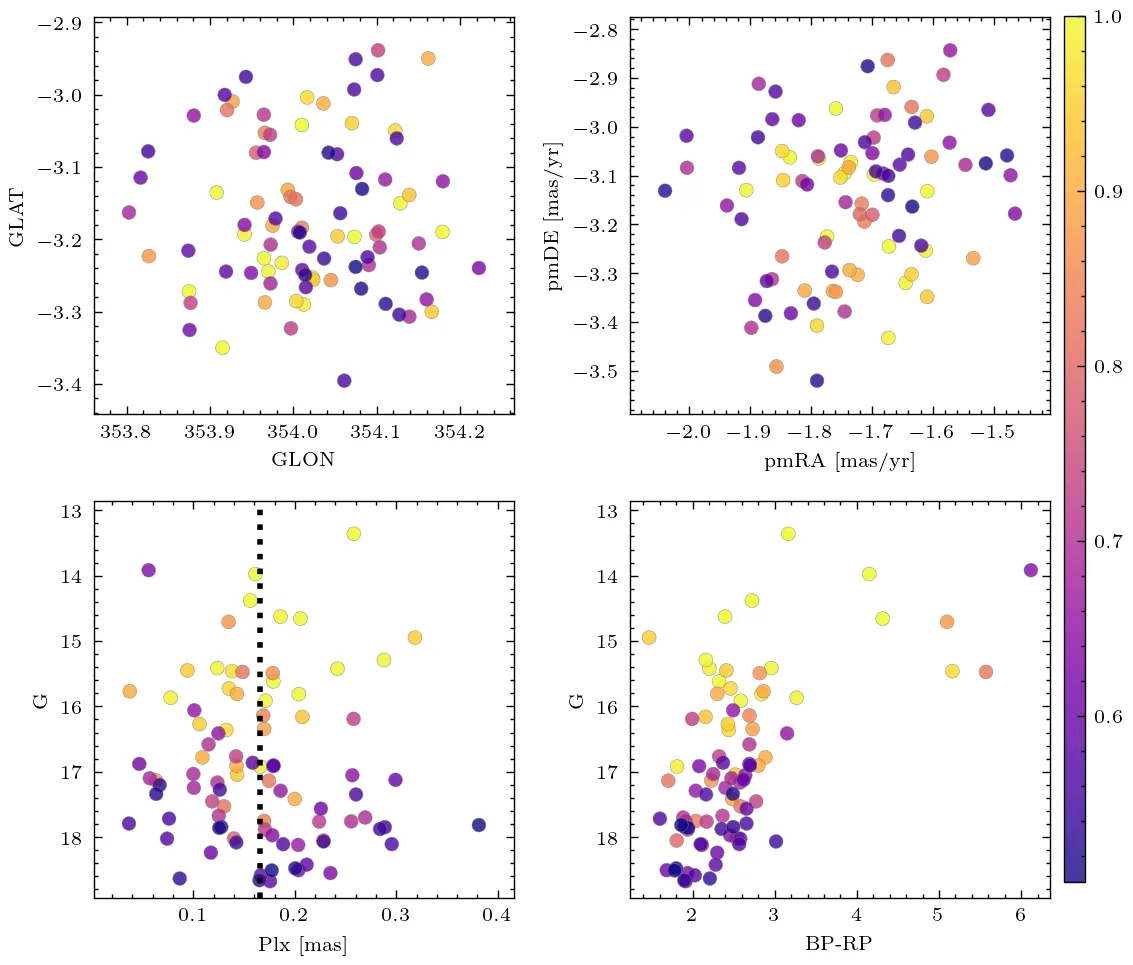 −2.9
−3.0
−3.1
−3.2
−3.3
−3.4
GLAT
353.8 353.9 354.0 354.1 354.2
GLON
−2.8
−2.9
−3.0
−3.1
−3.2
−3.3
−3.4
−3.5
pmDE [mas/yr]
−2.0 −1.9 −1.8 −1.7 −1.6 −1.5
pmRA [mas/yr]
13
14
15
16
17
18
G
0.1 0.2 0.3 0.4
Plx [mas]
13
14
15
16
17
18
G
2 3 4 5 6
BP-RP
1.0
0.9
0.8
0.7
0.6